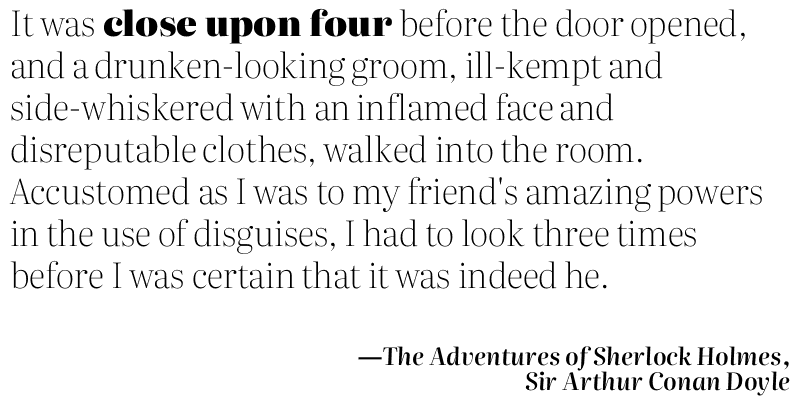 It was close upon four before the door opened,
and a drunken-looking groom, ill-kempt and
side-whiskered with an inflamed face and
disreputable clothes, walked into the room.
Accustomed as I was to my friend's amazing powers
in the use of disguises, I had to look three times
before I was certain that it was indeed he.
—The Adventures of Sherlock Holmes,
Sir Arthur Conan Doyle